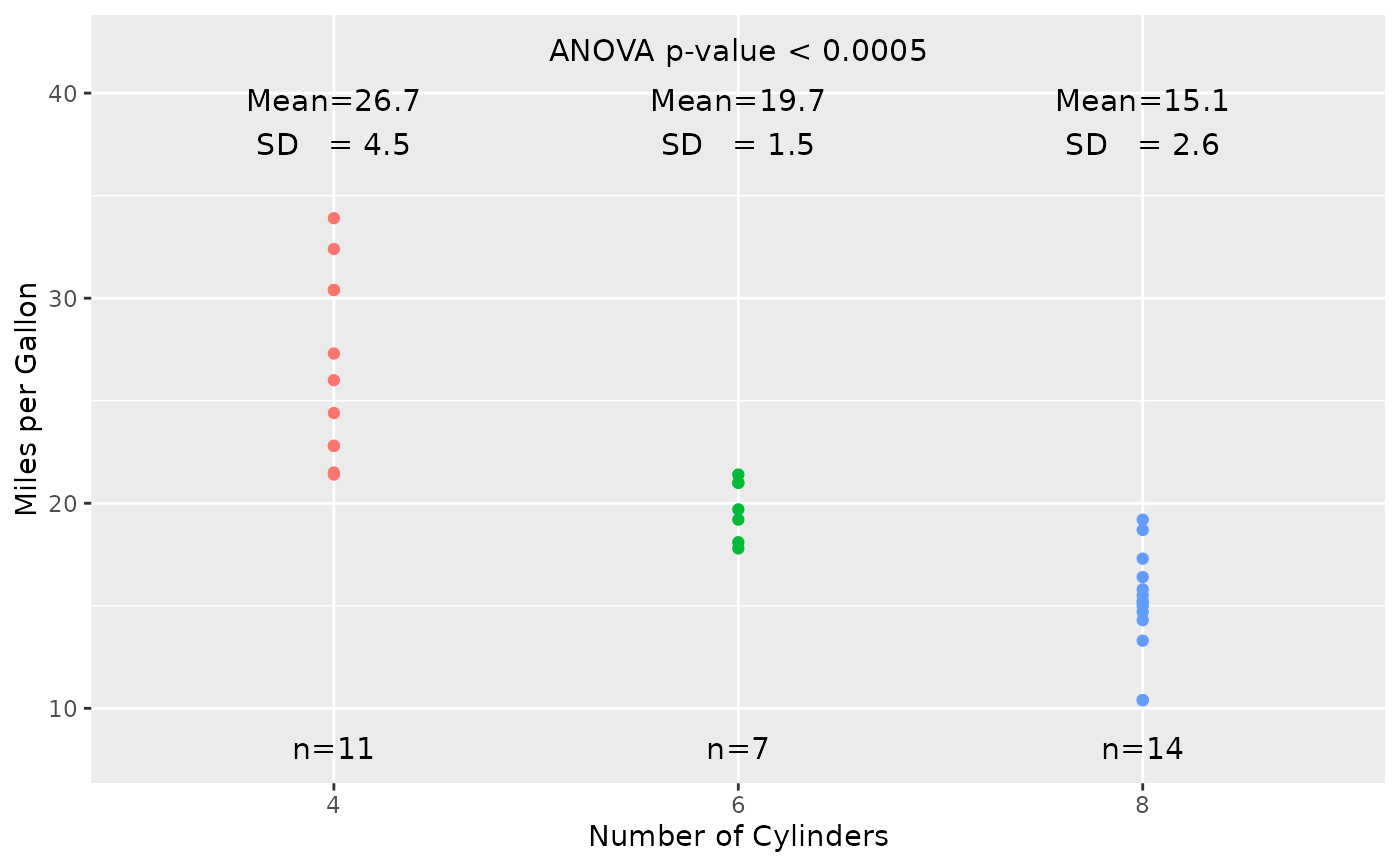 ANOVA p-value < 0.0005
Mean=26.7
SD   = 4.5
Mean=19.7
SD   = 1.5
Mean=15.1
SD   = 2.6
Miles per Gallon
40
30
20
10
n=11
n=7
n=14
4
6
8
Number of Cylinders